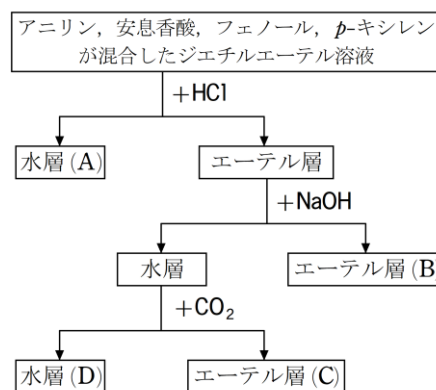 アニリン，安息香酸，フェノール，p-キシレン
が混合したジエチルエーテル溶液
+HCl
水層(A)
エーテル層
+NaOH
水層
エーテル層(B)
+CO₂
水層(D)
エーテル層(C)